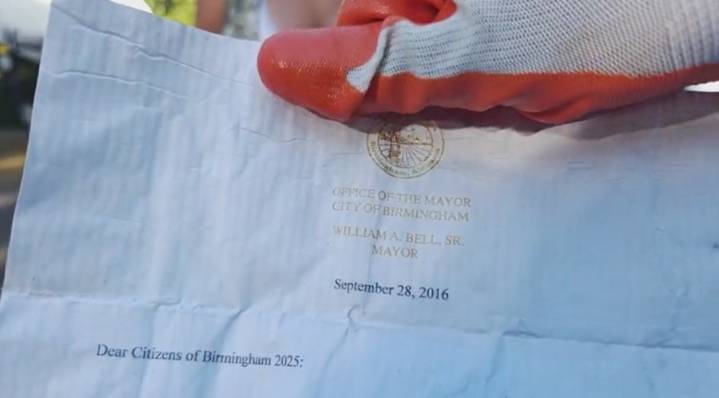 OFFICE OF THE MAYOR
CITY OF BIRMINGHAM
WILLIAM A. BELL, SR.
MAYOR
September 28, 2016
Dear Citizens of Birmingham 2025: